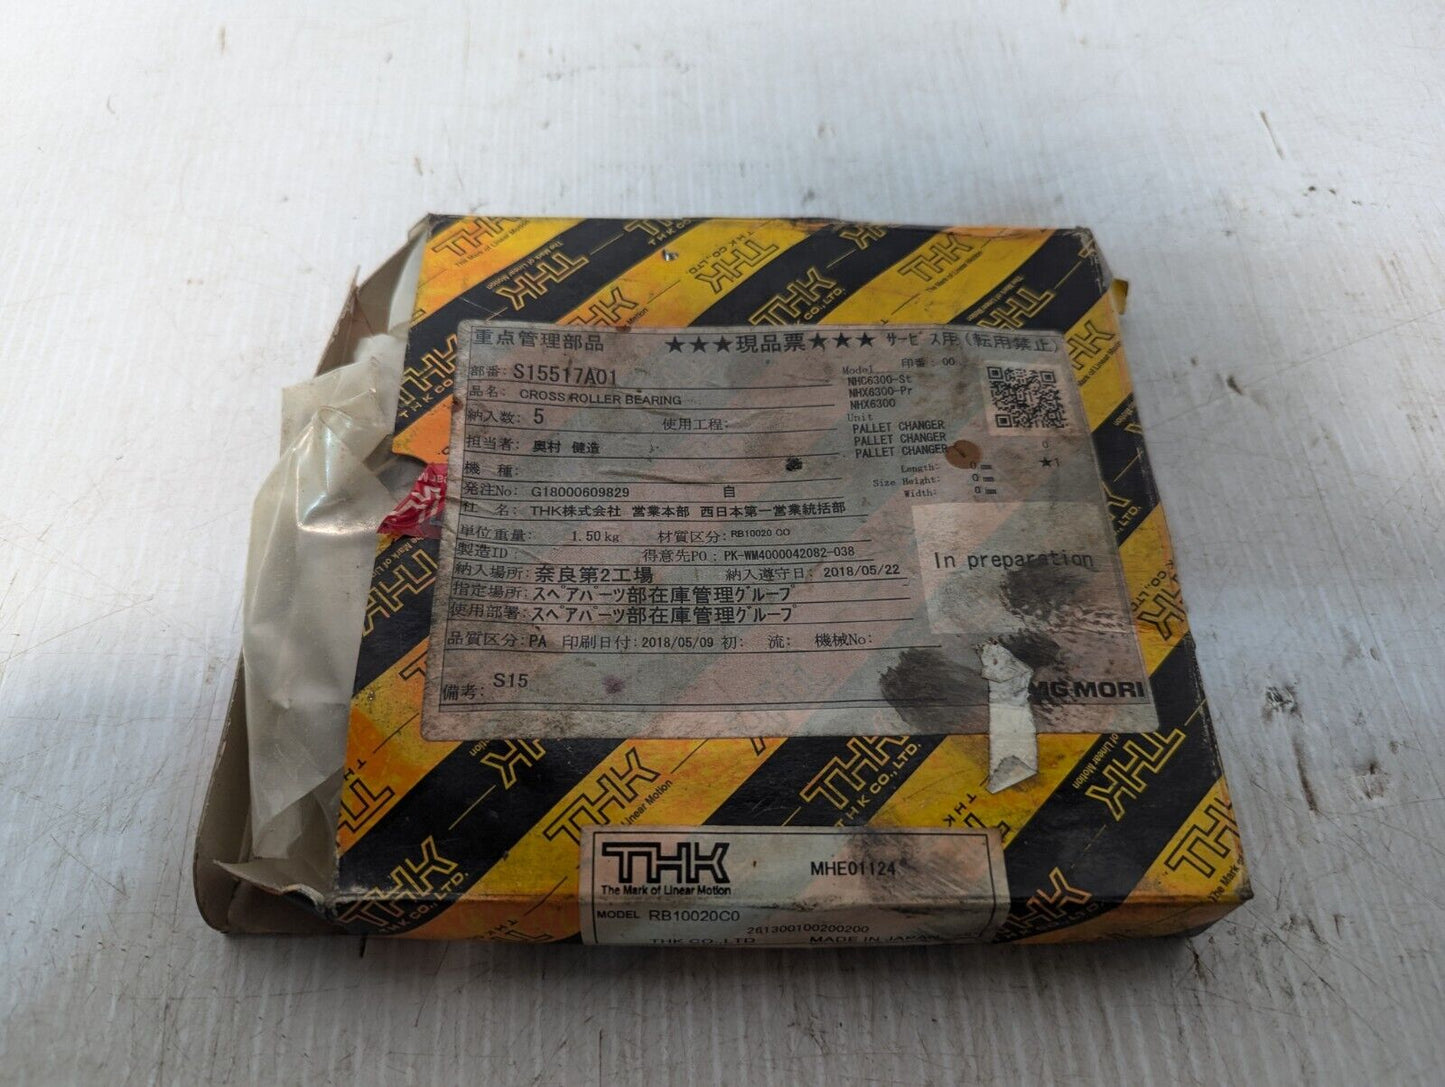 重点管理部品 ★★★現品票★★★ サービス用(転用禁止)
部番: S15517A01
品名: CROSS ROLLER BEARING
納入数: 5 使用工程:
担当者: 奥村 健造
機 種:
発注No: G18000609829 自
社 名: THK株式会社 営業本部 西日本第一営業統括部
単位重量: 1.50kg 材質区分: RB10020 CO
製造ID 得意先PO: PK-WM4000042082-038
納入場所: 奈良第2工場 納入遵守日: 2018/05/22
指定場所: スペアパーツ部在庫管理グループ
使用部署: スペアパーツ部在庫管理グループ
品質区分: PA 印刷日付: 2018/05/09 初: 流: 機械No:
備考: S15
印番: 00
Model
NHC6300-St
NHX6300-Pr
NHX6300
Unit
PALLET CHANGER
PALLET CHANGER
PALLET CHANGER
0
★1
Length: 0 mm
Size Height: 0 mm
Width: 0 mm
In preparation
MG MORI
THK
The Mark of Linear Motion
MHE01124
MODEL RB10020C0
261300100200200
THK CO., LTD MADE IN JAPAN
THK
THK CO., LTD.
The Mark of Linear Motion